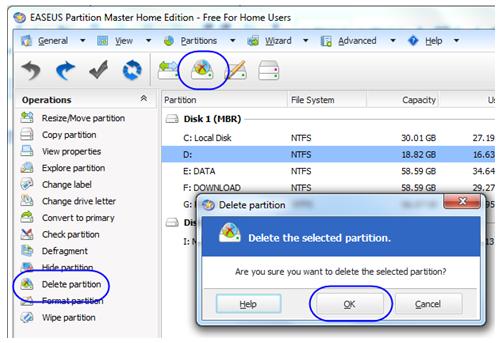 EASEUS Partition Master Home Edition - Free For Home Users
General View Partitions Wizard Advanced Help
Operations
Resize/Move partition
Copy partition
View properties
Explore partition
Change label
Change drive letter
Convert to primary
Check partition
Defragment
Hide partition
Delete partition
Format partition
Wipe partition
Partition File System Capacity
Disk 1 (MBR)
C: Local Disk NTFS 30.01 GB 27.19
D: NTFS 18.82 GB 16.63
E: DATA NTFS 58.59 GB 34.64
F: DOWNLOAD NTFS 58.59 GB 29.27
G:
Dis
I:
Delete partition
Delete the selected partition.
Are you sure you want to delete the selected partition?
Help OK Cancel